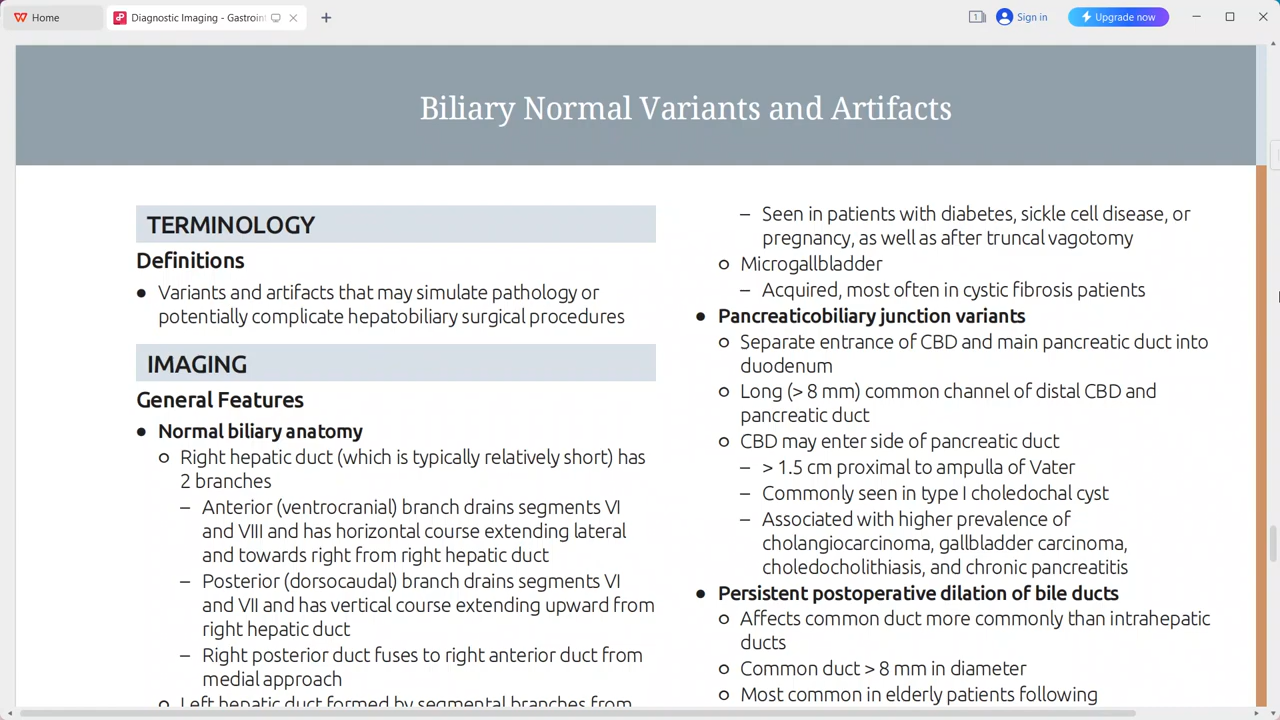 Home
Diagnostic Imaging - Gastroint
1
Sign in
Upgrade now
Biliary Normal Variants and Artifacts
TERMINOLOGY
Definitions
● Variants and artifacts that may simulate pathology or
potentially complicate hepatobiliary surgical procedures
IMAGING
General Features
● Normal biliary anatomy
○ Right hepatic duct (which is typically relatively short) has
2 branches
– Anterior (ventrocranial) branch drains segments VI
and VIII and has horizontal course extending lateral
and towards right from right hepatic duct
– Posterior (dorsocaudal) branch drains segments VI
and VII and has vertical course extending upward from
right hepatic duct
– Right posterior duct fuses to right anterior duct from
medial approach
○ Left hepatic duct formed by segmental branches from
– Seen in patients with diabetes, sickle cell disease, or
pregnancy, as well as after truncal vagotomy
○ Microgallbladder
– Acquired, most often in cystic fibrosis patients
● Pancreaticobiliary junction variants
○ Separate entrance of CBD and main pancreatic duct into
duodenum
○ Long (> 8 mm) common channel of distal CBD and
pancreatic duct
○ CBD may enter side of pancreatic duct
– > 1.5 cm proximal to ampulla of Vater
– Commonly seen in type I choledochal cyst
– Associated with higher prevalence of
cholangiocarcinoma, gallbladder carcinoma,
choledocholithiasis, and chronic pancreatitis
● Persistent postoperative dilation of bile ducts
○ Affects common duct more commonly than intrahepatic
ducts
○ Common duct > 8 mm in diameter
○ Most common in elderly patients following